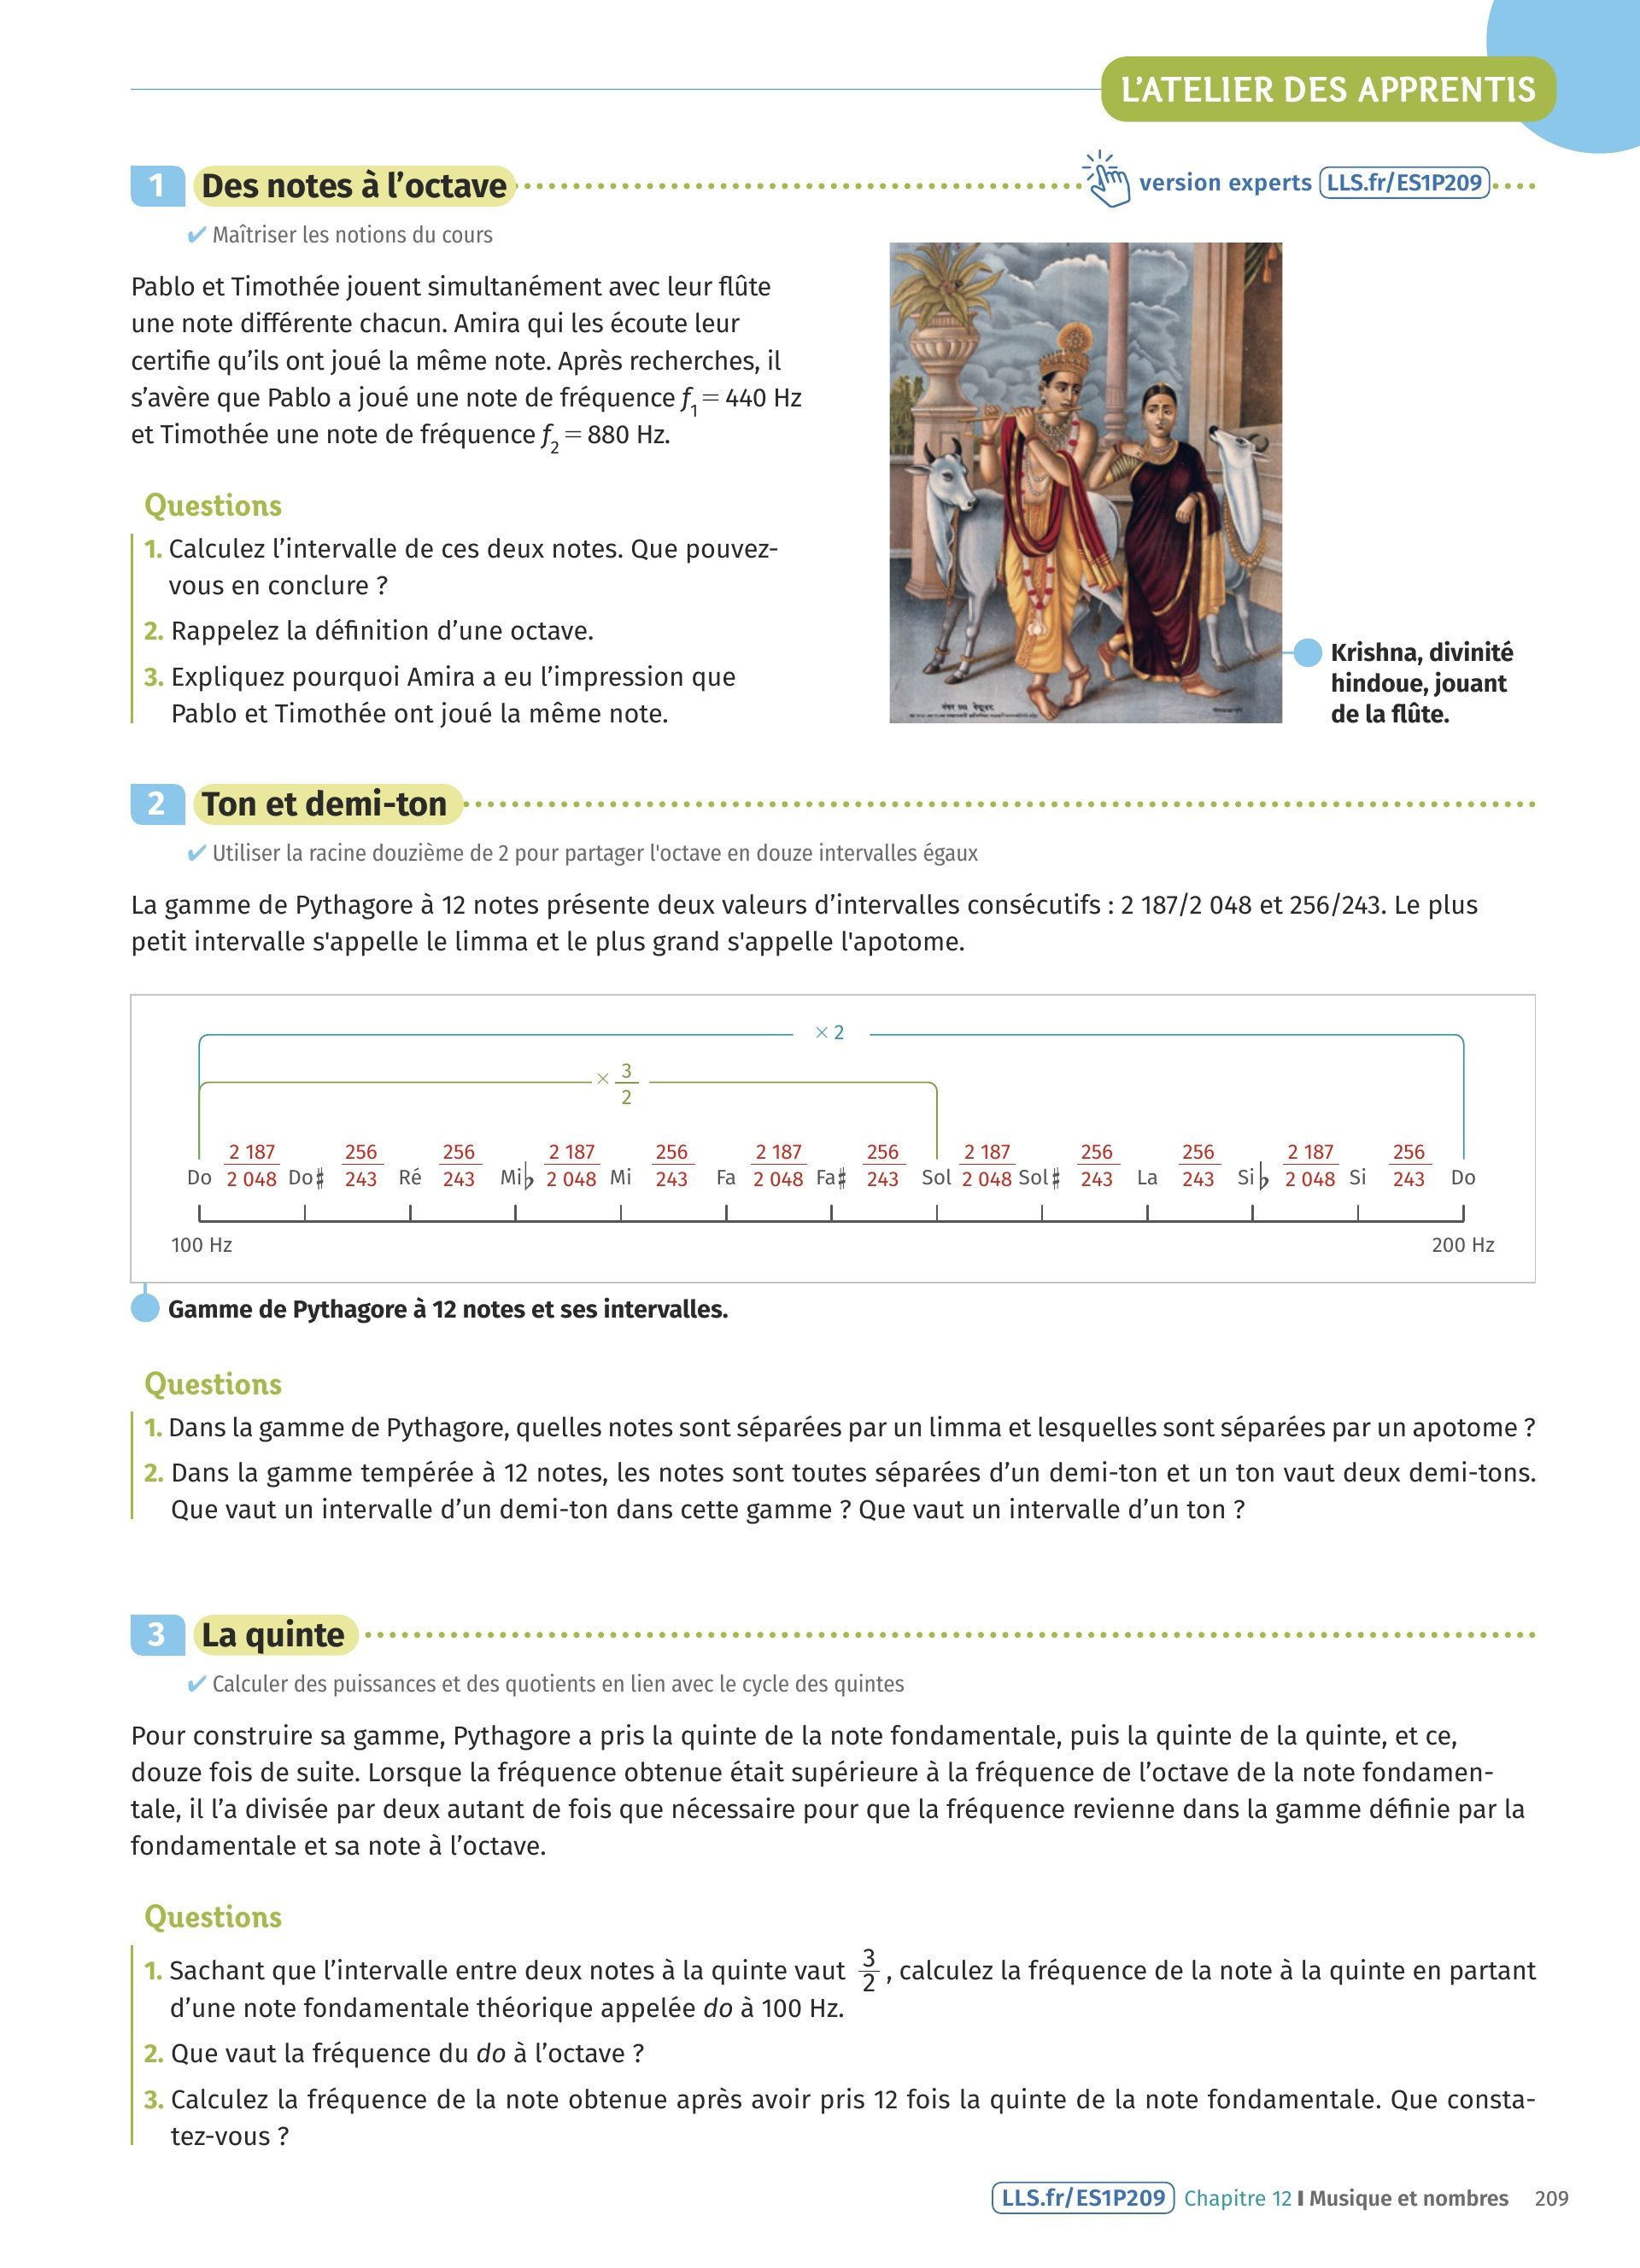 L'ATELIER DES APPRENTIS
1 Des notes à l'octave
version experts LLS.fr/ES1P209
✔ Maîtriser les notions du cours
Pablo et Timothée jouent simultanément avec leur flûte
une note différente chacun. Amira qui les écoute leur
certifie qu'ils ont joué la même note. Après recherches, il
s'avère que Pablo a joué une note de fréquence f₁ = 440 Hz
et Timothée une note de fréquence f₂ = 880 Hz.
Questions
1. Calculez l'intervalle de ces deux notes. Que pouvez-
vous en conclure ?
2. Rappelez la définition d'une octave.
3. Expliquez pourquoi Amira a eu l'impression que
Pablo et Timothée ont joué la même note.
Krishna, divinité
hindoue, jouant
de la flûte.
2 Ton et demi-ton
✔ Utiliser la racine douzième de 2 pour partager l'octave en douze intervalles égaux
La gamme de Pythagore à 12 notes présente deux valeurs d'intervalles consécutifs : 2 187/2 048 et 256/243. Le plus
petit intervalle s'appelle le limma et le plus grand s'appelle l'apotome.
× 2
× 3/2
Do 2 187/2 048 Do♯ 256/243 Ré 256/243 Mi♭ 2 187/2 048 Mi 256/243 Fa 2 187/2 048 Fa♯ 256/243 Sol 2 187/2 048 Sol♯ 256/243 La 256/243 Si♭ 2 187/2 048 Si 256/243 Do
100 Hz 200 Hz
Gamme de Pythagore à 12 notes et ses intervalles.
Questions
1. Dans la gamme de Pythagore, quelles notes sont séparées par un limma et lesquelles sont séparées par un apotome ?
2. Dans la gamme tempérée à 12 notes, les notes sont toutes séparées d'un demi-ton et un ton vaut deux demi-tons.
Que vaut un intervalle d'un demi-ton dans cette gamme ? Que vaut un intervalle d'un ton ?
3 La quinte
✔ Calculer des puissances et des quotients en lien avec le cycle des quintes
Pour construire sa gamme, Pythagore a pris la quinte de la note fondamentale, puis la quinte de la quinte, et ce,
douze fois de suite. Lorsque la fréquence obtenue était supérieure à la fréquence de l'octave de la note fondamen-
tale, il l'a divisée par deux autant de fois que nécessaire pour que la fréquence revienne dans la gamme définie par la
fondamentale et sa note à l'octave.
Questions
1. Sachant que l'intervalle entre deux notes à la quinte vaut 3/2, calculez la fréquence de la note à la quinte en partant
d'une note fondamentale théorique appelée do à 100 Hz.
2. Que vaut la fréquence du do à l'octave ?
3. Calculez la fréquence de la note obtenue après avoir pris 12 fois la quinte de la note fondamentale. Que consta-
tez-vous ?
LLS.fr/ES1P209 Chapitre 12 I Musique et nombres 209